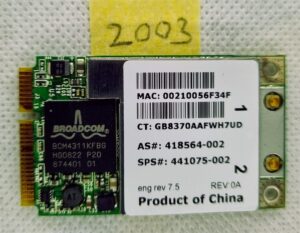 2003
MAC: 00210056F34F
1
BROADCOM
BCM4311KFBG
HG0822 P20
874401 01
CT: GB8370AAFWH7UD
AS#: 418564-002
SPS#: 441075-002
2
eng rev 7.5 REV 0A
Product of China